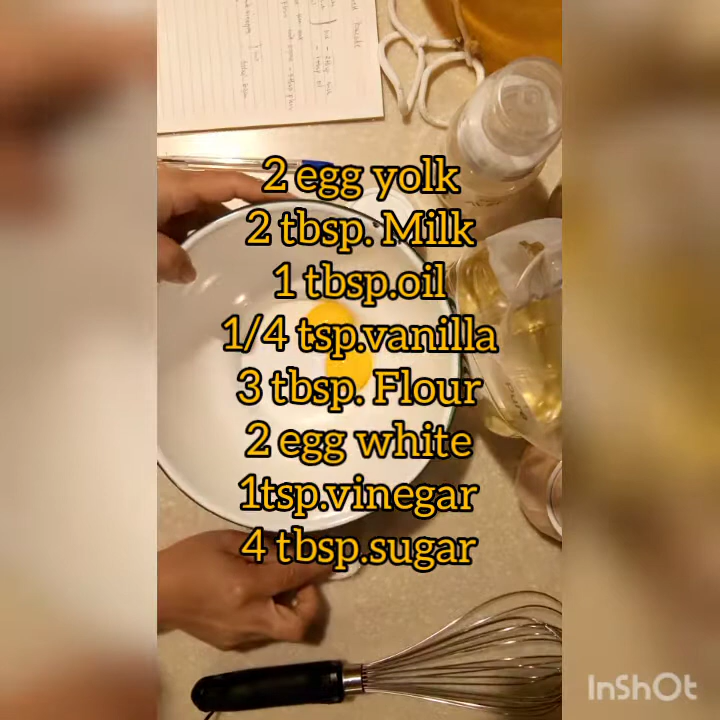 2 egg yolk
2 tbsp. Milk
1 tbsp.oil
1/4 tsp.vanilla
3 tbsp. Flour
2 egg white
1tsp.vinegar
4 tbsp.sugar
pure
InShOt